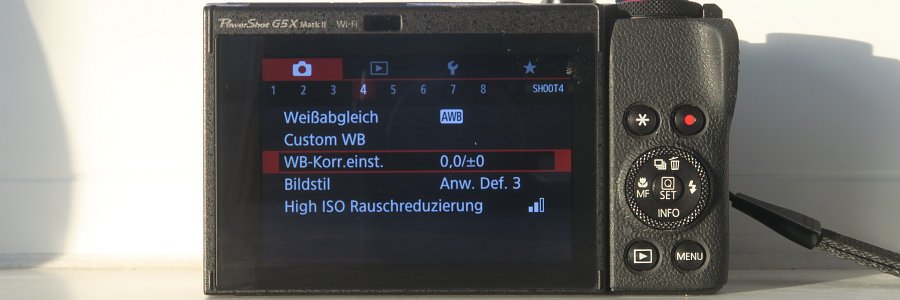 PowerShot G5X Mark II Wi-Fi
1 2 3 4 5 6 7 8 SHOOT4
Weißabgleich AWB
Custom WB
WB-Korr.einst. 0,0/±0
Bildstil Anw. Def. 3
High ISO Rauschreduzierung
MF
Q
SET
INFO
MENU